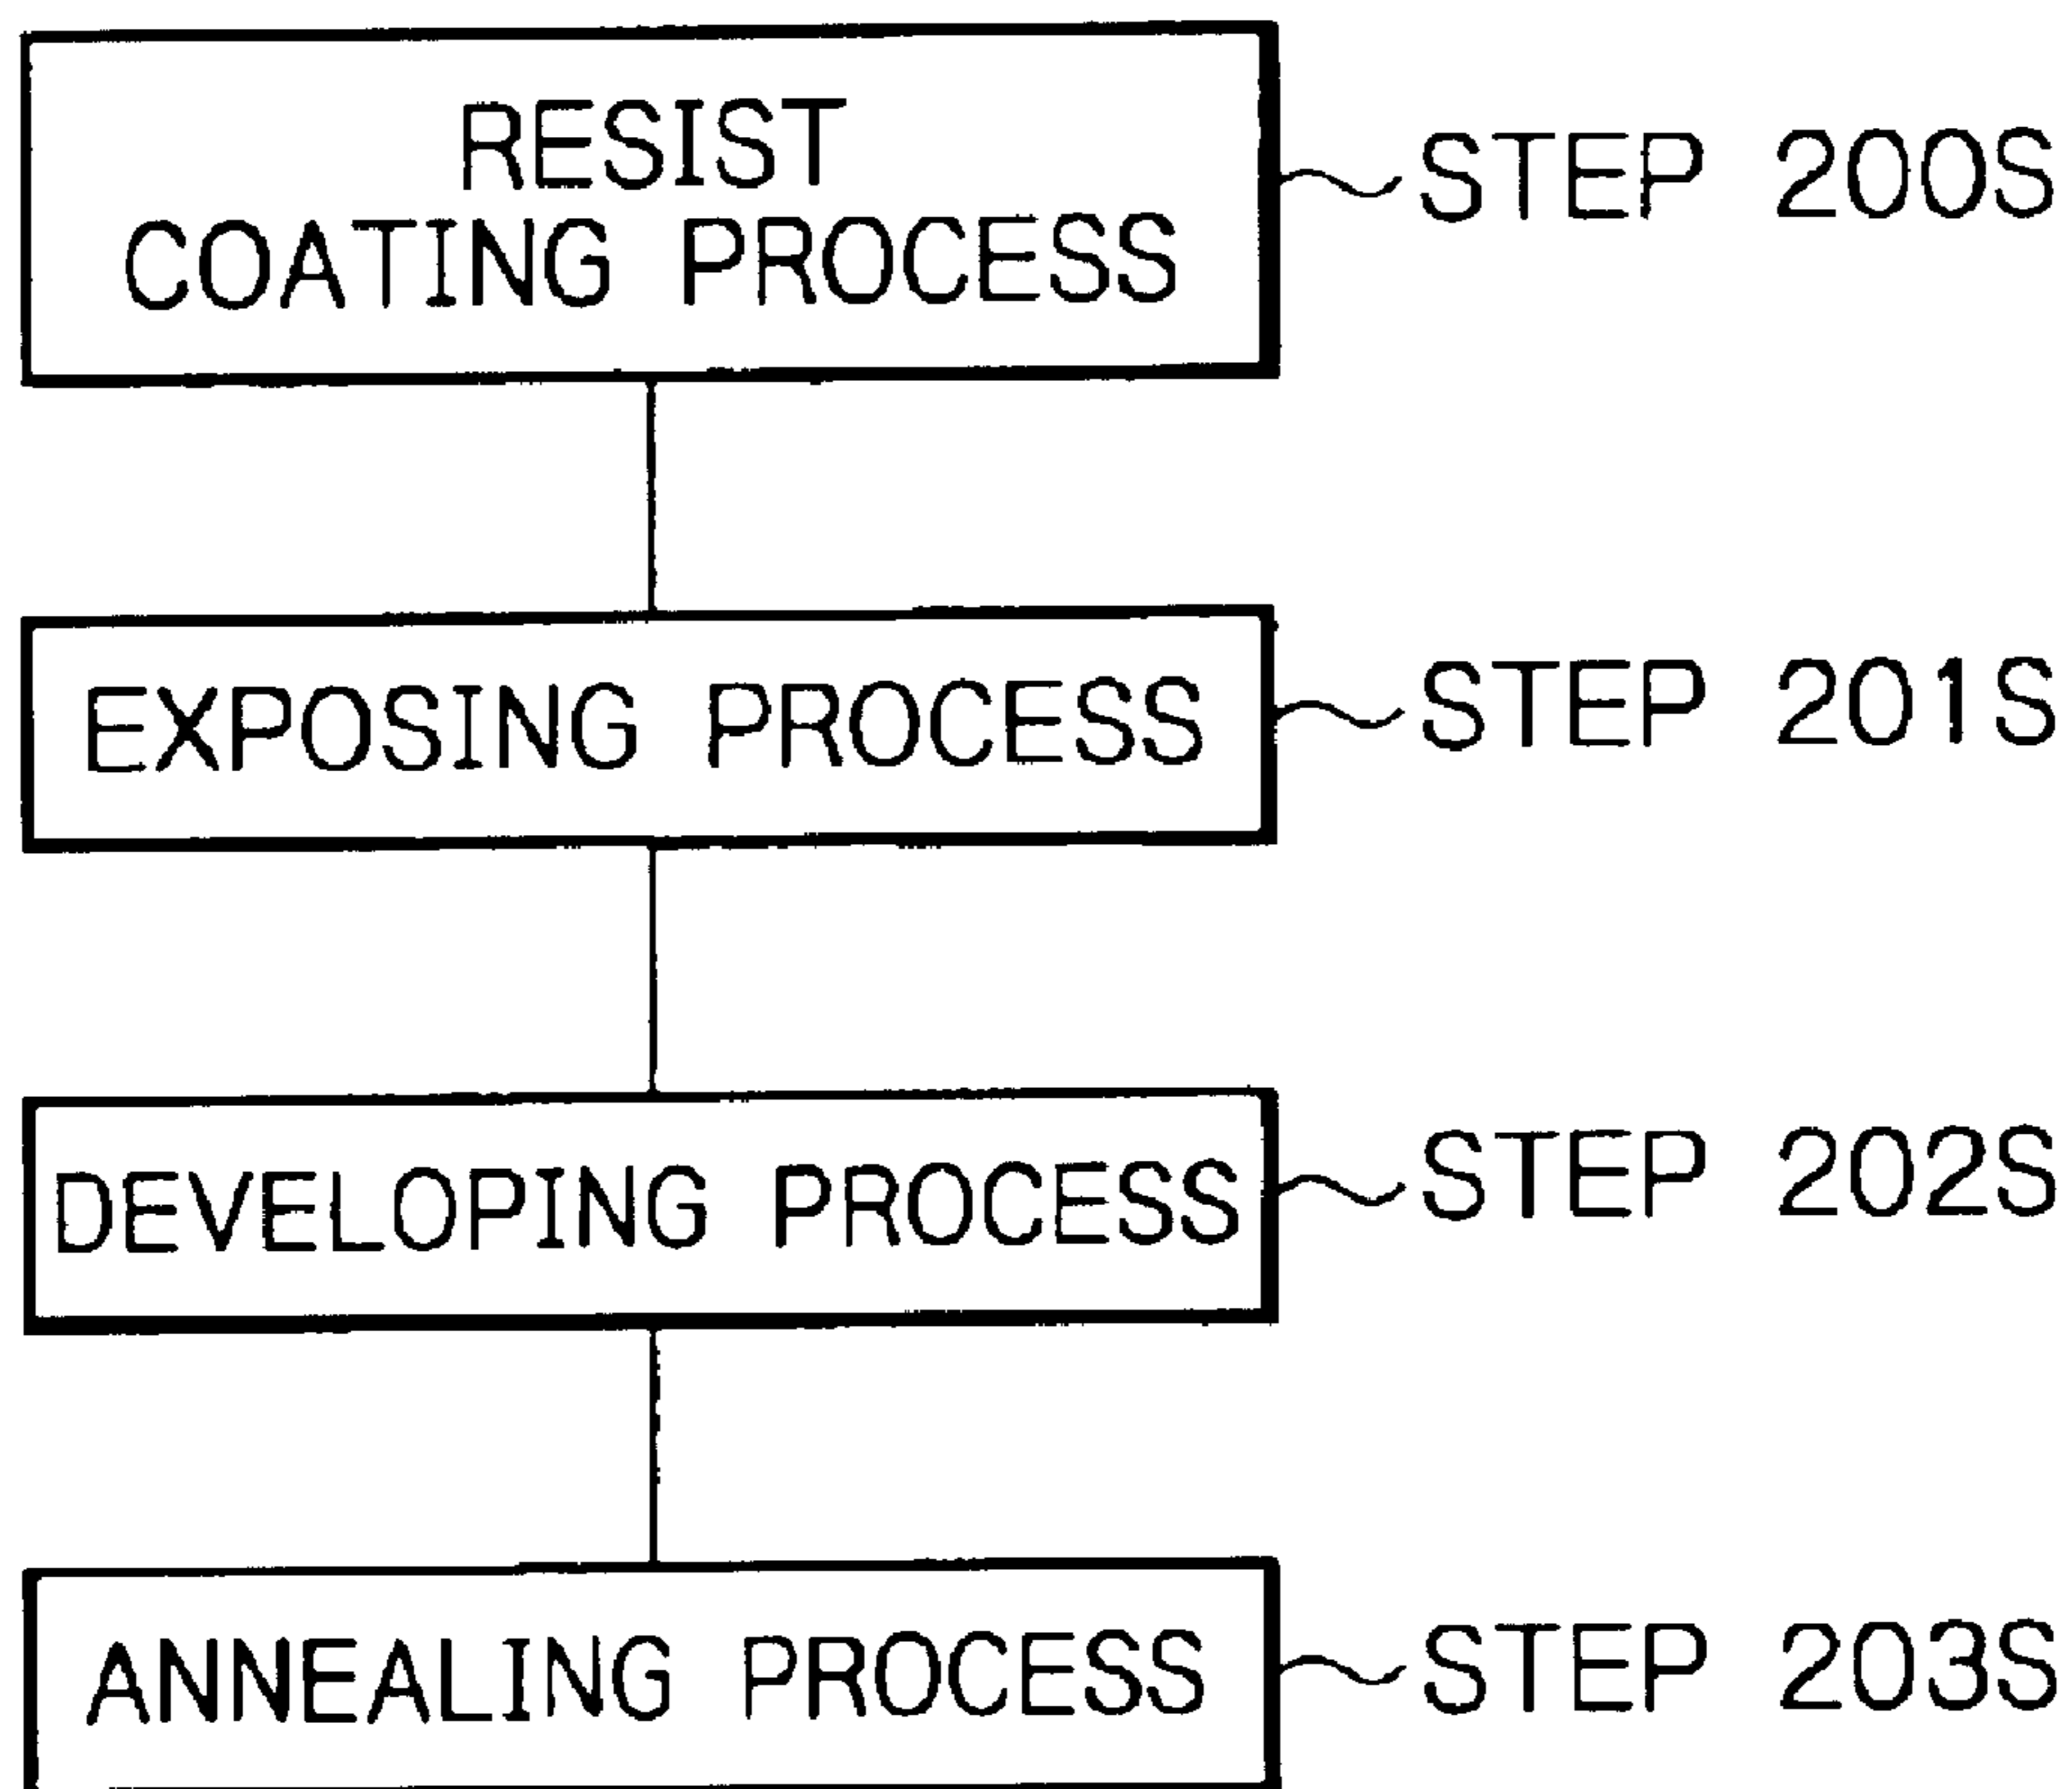 RESIST
COATING PROCESS
STEP 200S
EXPOSING PROCESS
STEP 201S
DEVELOPING PROCESS
STEP 202S
ANNEALING PROCESS
STEP 203S